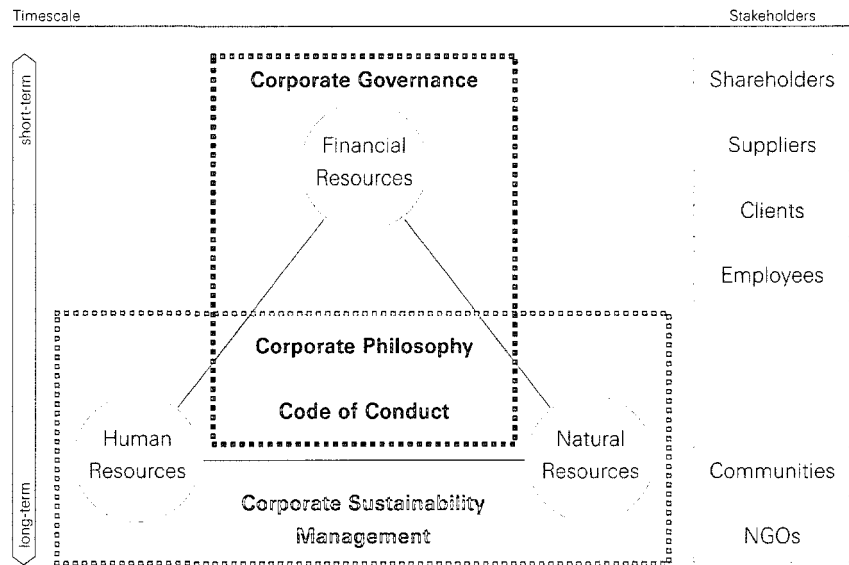 Timescale
Stakeholders
short-term
Corporate Governance
Shareholders
Financial
Resources
Suppliers
Clients
Employees
Corporate Philosophy
Code of Conduct
Human
Resources
Natural
Resources
Communities
long-term
Corporate Sustainability
Management
NGOs